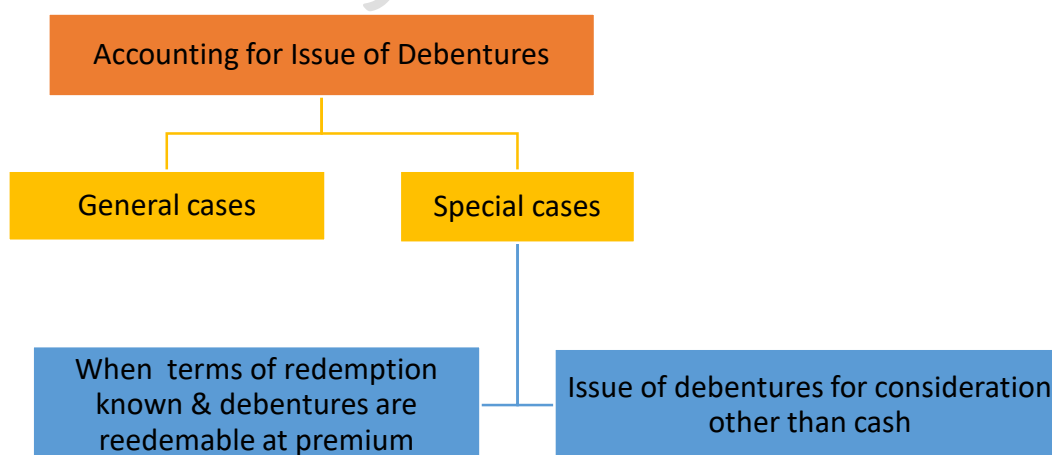 Accounting for Issue of Debentures
General cases
Special cases
When terms of redemption
known & debentures are
reedemable at premium
Issue of debentures for consideration
other than cash